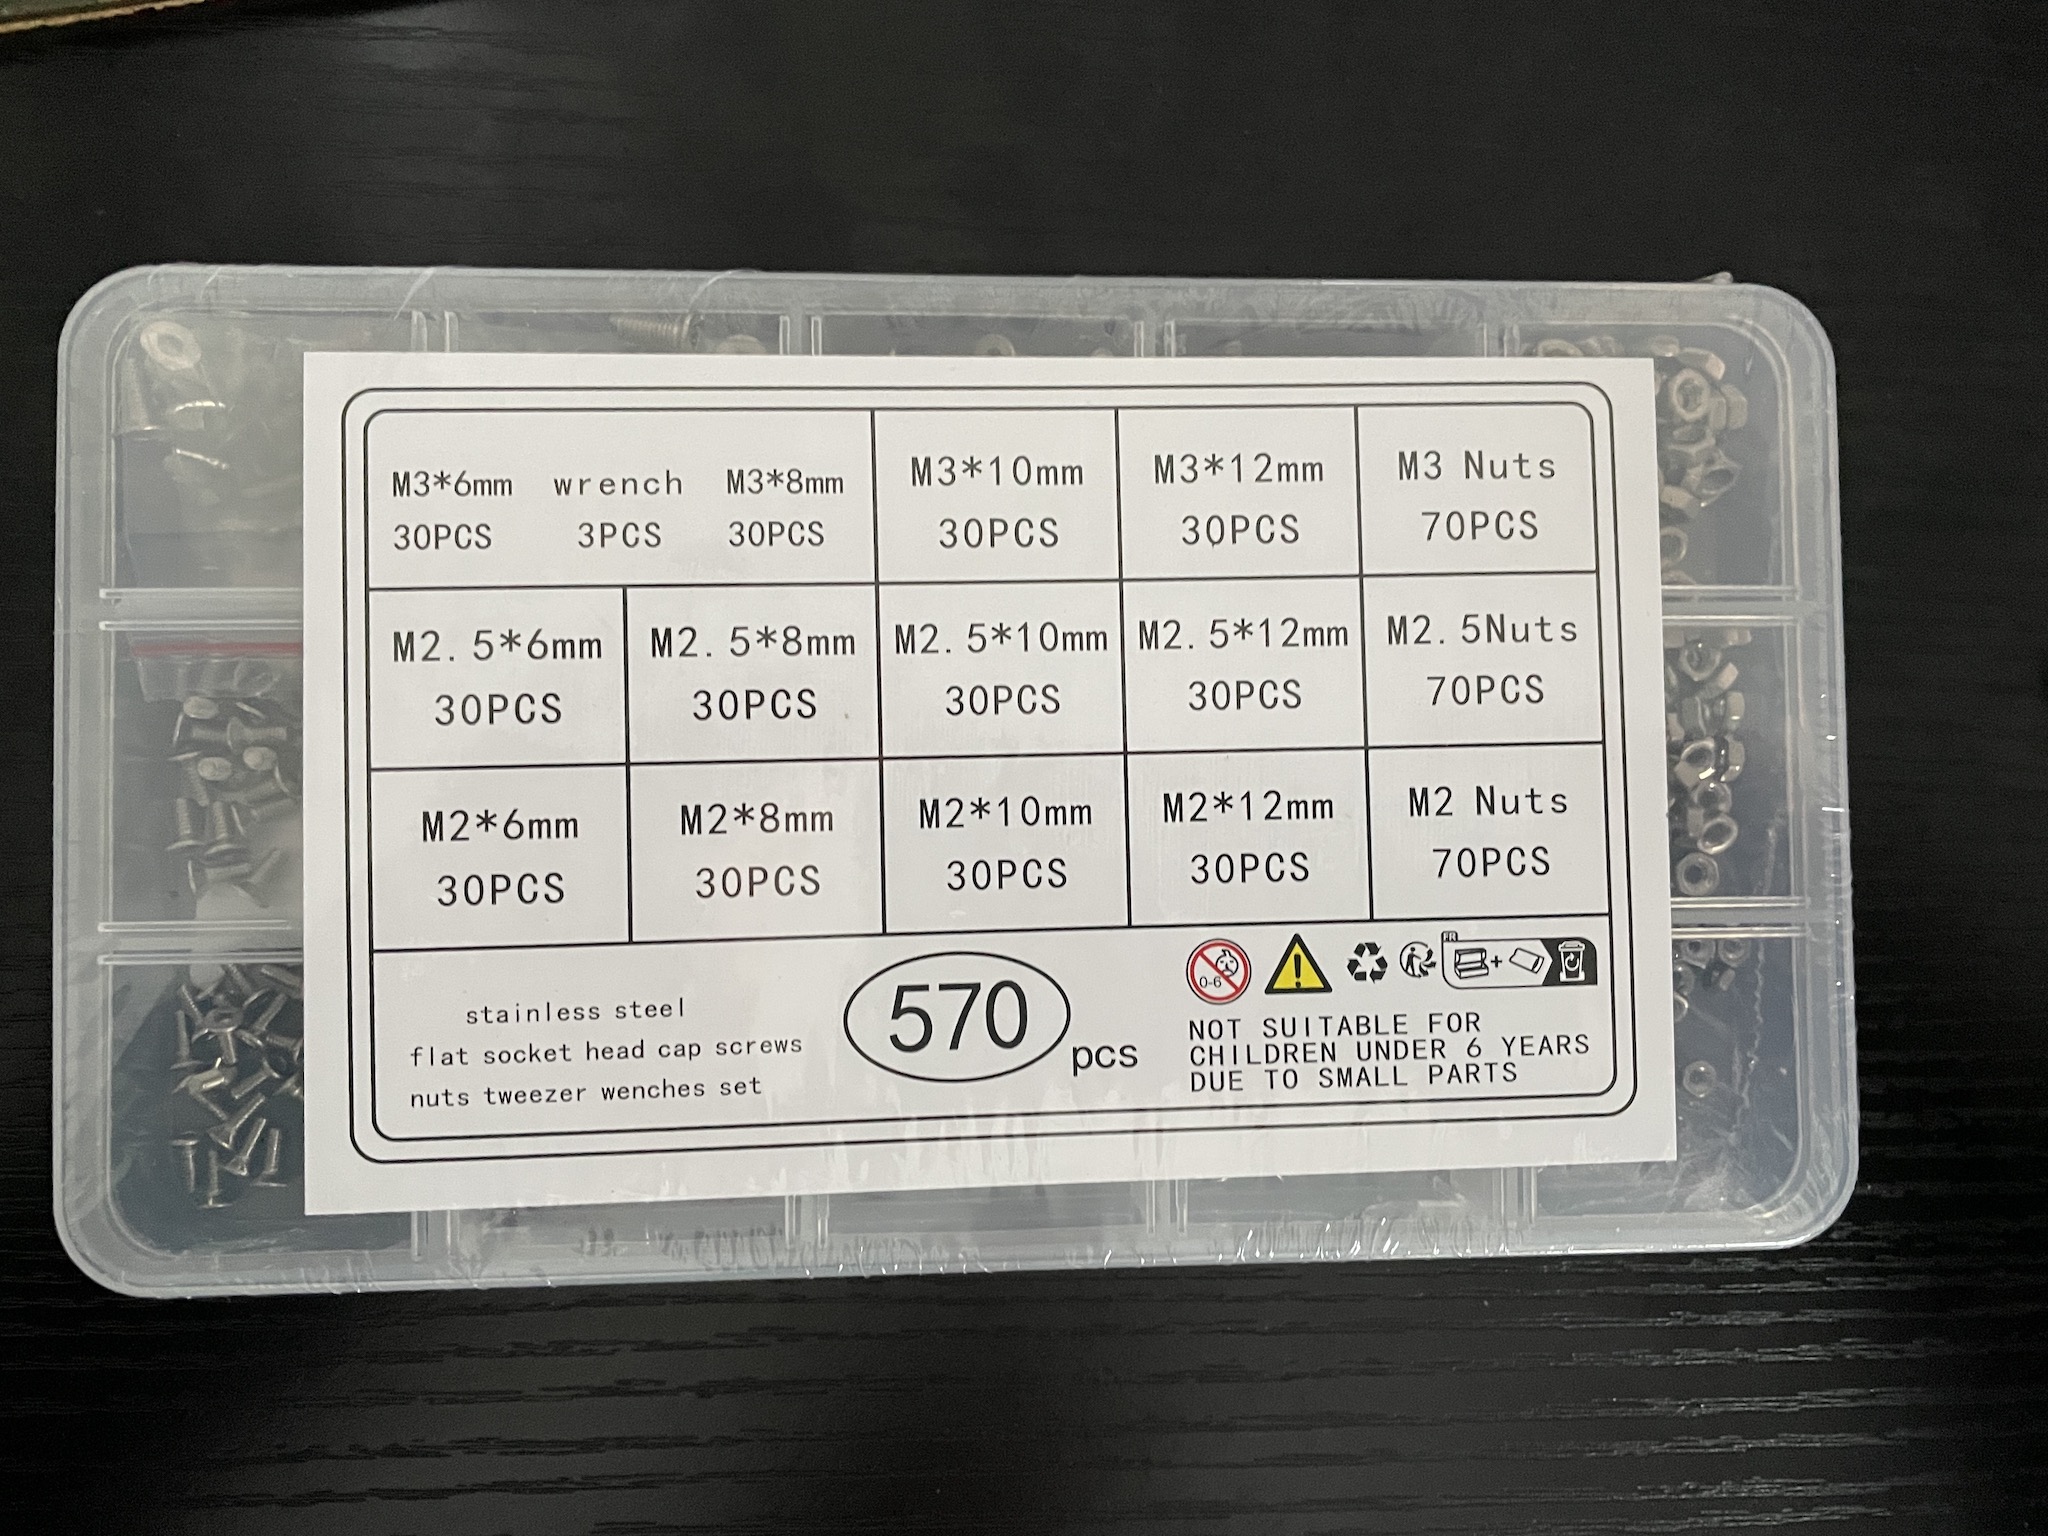 M3*6mm wrench M3*8mm
30PCS 3PCS 30PCS
M3*10mm
30PCS
M3*12mm
30PCS
M3 Nuts
70PCS
M2.5*6mm
30PCS
M2.5*8mm
30PCS
M2.5*10mm
30PCS
M2.5*12mm
30PCS
M2.5Nuts
70PCS
M2*6mm
30PCS
M2*8mm
30PCS
M2*10mm
30PCS
M2*12mm
30PCS
M2 Nuts
70PCS
stainless steel
flat socket head cap screws
nuts tweezer wenches set
570 pcs
0-6
FR
NOT SUITABLE FOR
CHILDREN UNDER 6 YEARS
DUE TO SMALL PARTS